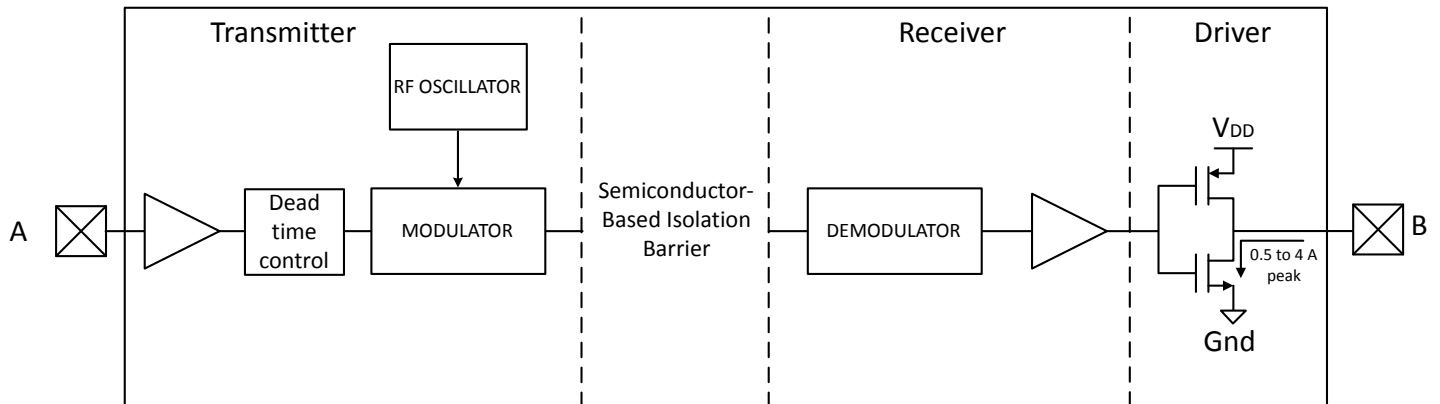 Transmitter
Receiver
Driver
RF OSCILLATOR
VDD
A
Dead
time
control
MODULATOR
Semiconductor-
Based Isolation
Barrier
DEMODULATOR
B
0.5 to 4 A
peak
Gnd